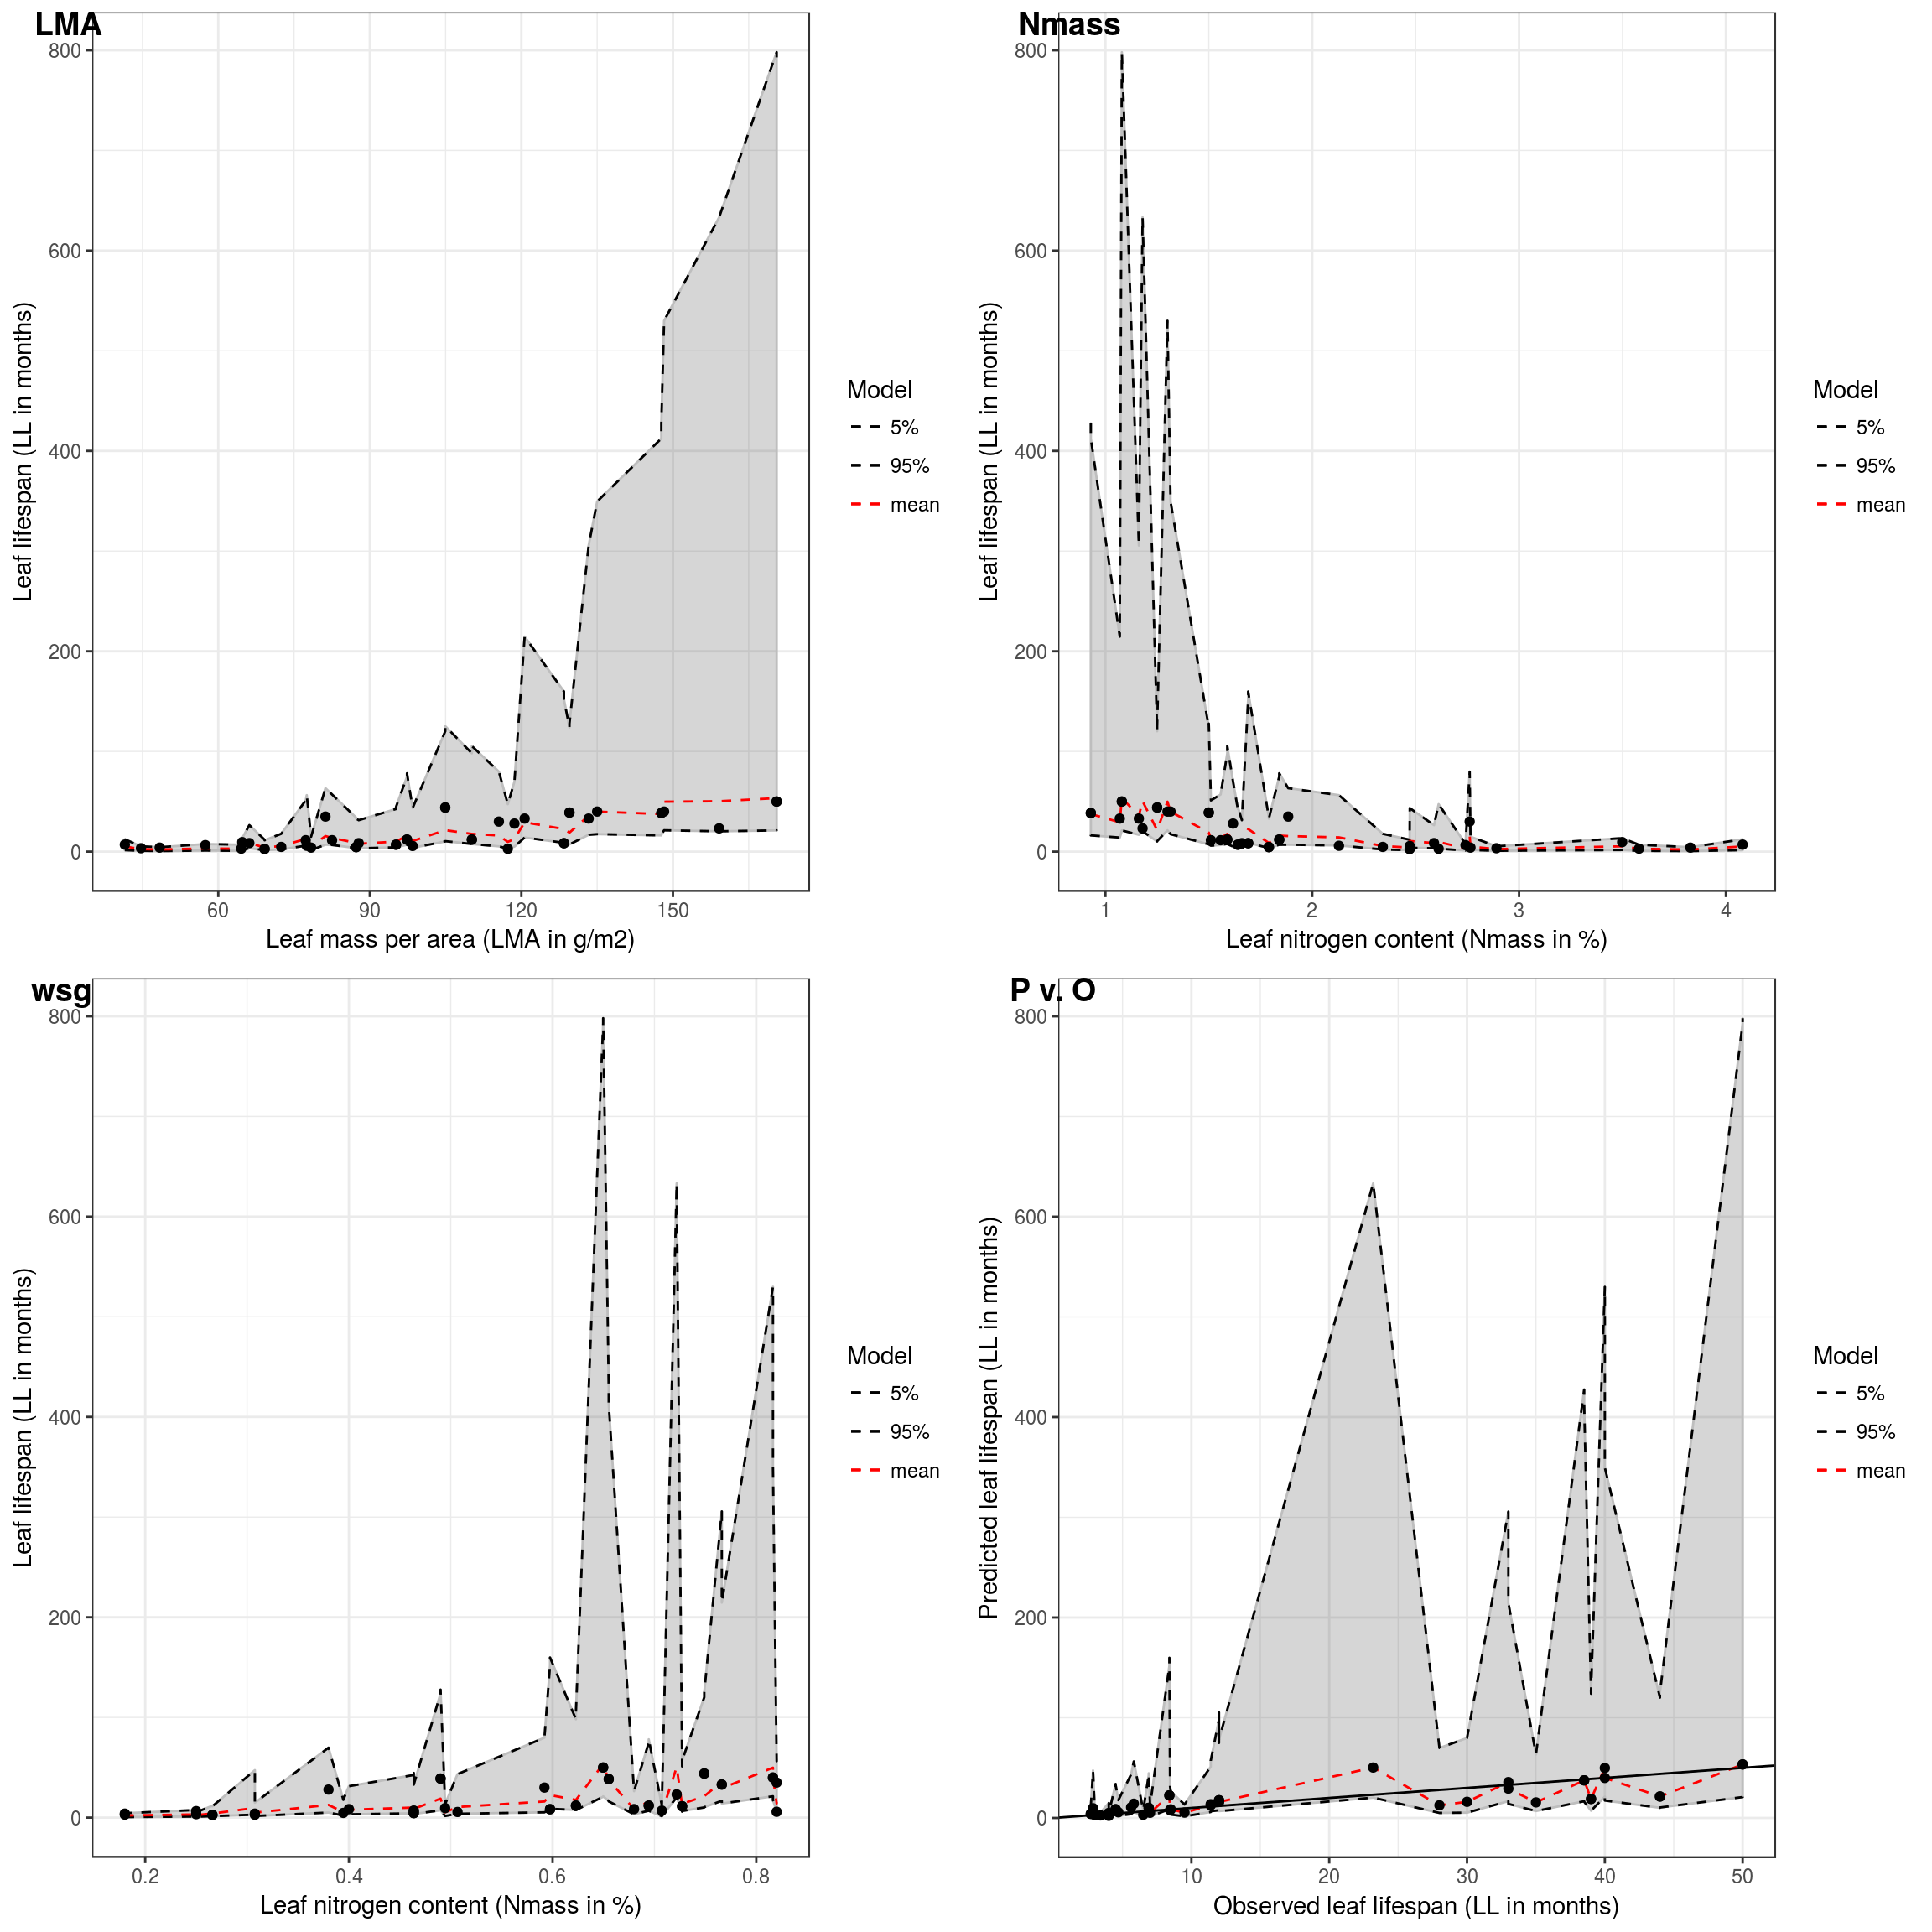 LMA
800
600
400
200
0
60 90 120 150
Leaf mass per area (LMA in g/m2)
Leaf lifespan (LL in months)
Model
5%
95%
mean
Nmass
800
600
400
200
0
1 2 3 4
Leaf nitrogen content (Nmass in %)
Leaf lifespan (LL in months)
Model
5%
95%
mean
wsg
800
600
400
200
0
0.2 0.4 0.6 0.8
Leaf nitrogen content (Nmass in %)
Leaf lifespan (LL in months)
Model
5%
95%
mean
P v. O
800
600
400
200
0
10 20 30 40 50
Observed leaf lifespan (LL in months)
Predicted leaf lifespan (LL in months)
Model
5%
95%
mean